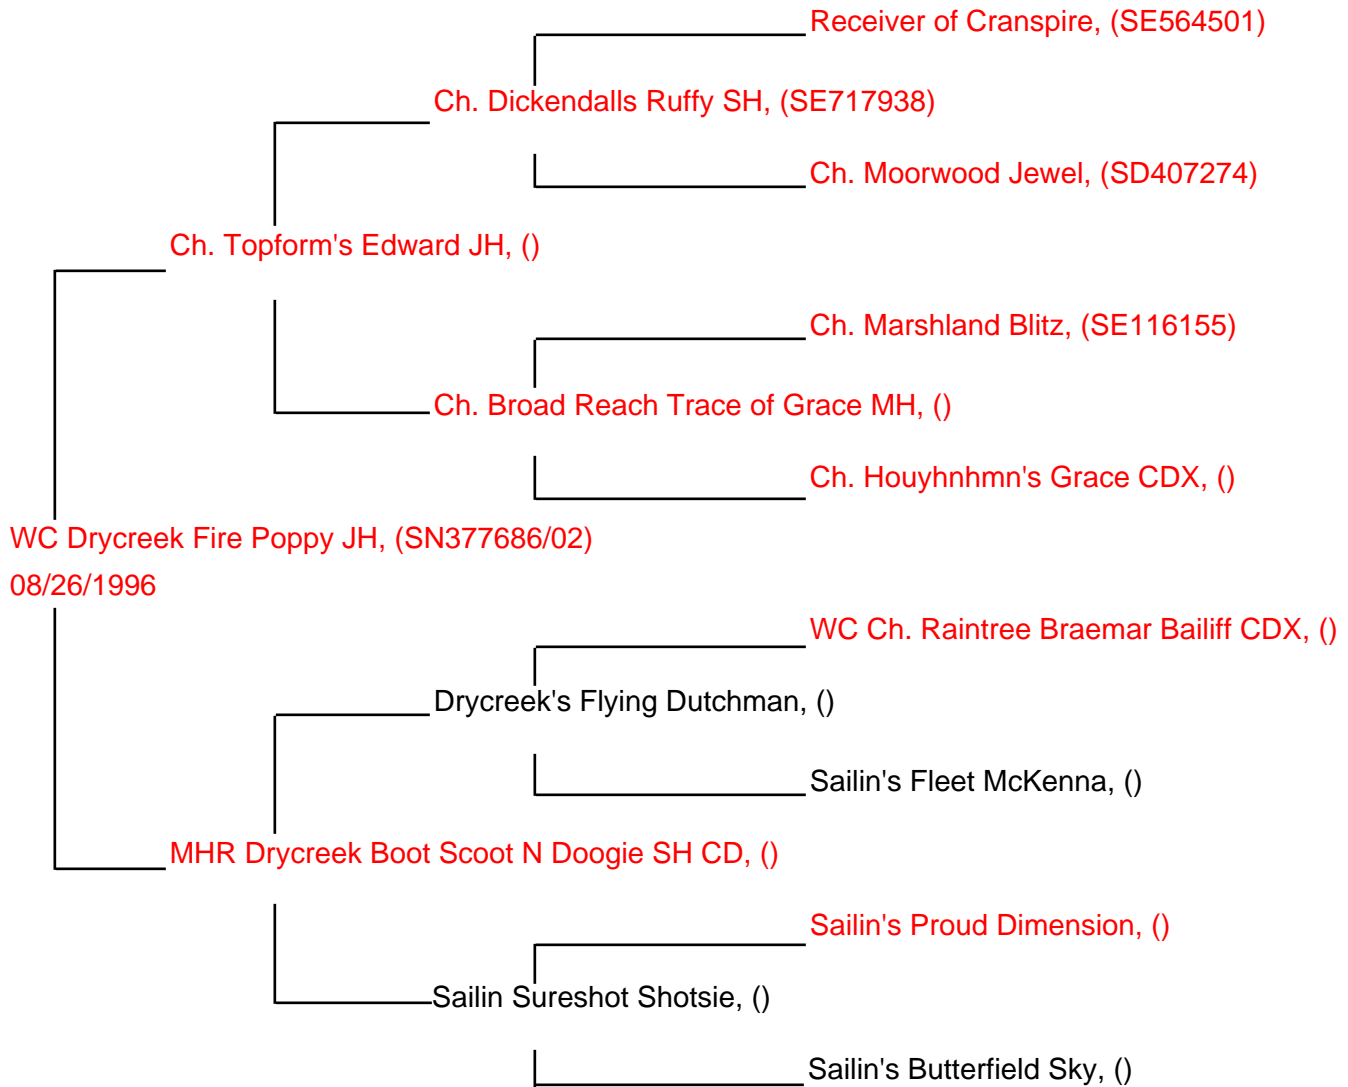 Receiver of Cranspire, (SE564501)
Ch. Dickendalls Ruffy SH, (SE717938)
Ch. Moorwood Jewel, (SD407274)
Ch. Topform's Edward JH, ()
Ch. Marshland Blitz, (SE116155)
Ch. Broad Reach Trace of Grace MH, ()
Ch. Houyhnhmn's Grace CDX, ()
WC Drycreek Fire Poppy JH, (SN377686/02)
08/26/1996
WC Ch. Raintree Braemar Bailiff CDX, ()
Drycreek's Flying Dutchman, ()
Sailin's Fleet McKenna, ()
MHR Drycreek Boot Scoot N Doogie SH CD, ()
Sailin's Proud Dimension, ()
Sailin Sureshot Shotsie, ()
Sailin's Butterfield Sky, ()